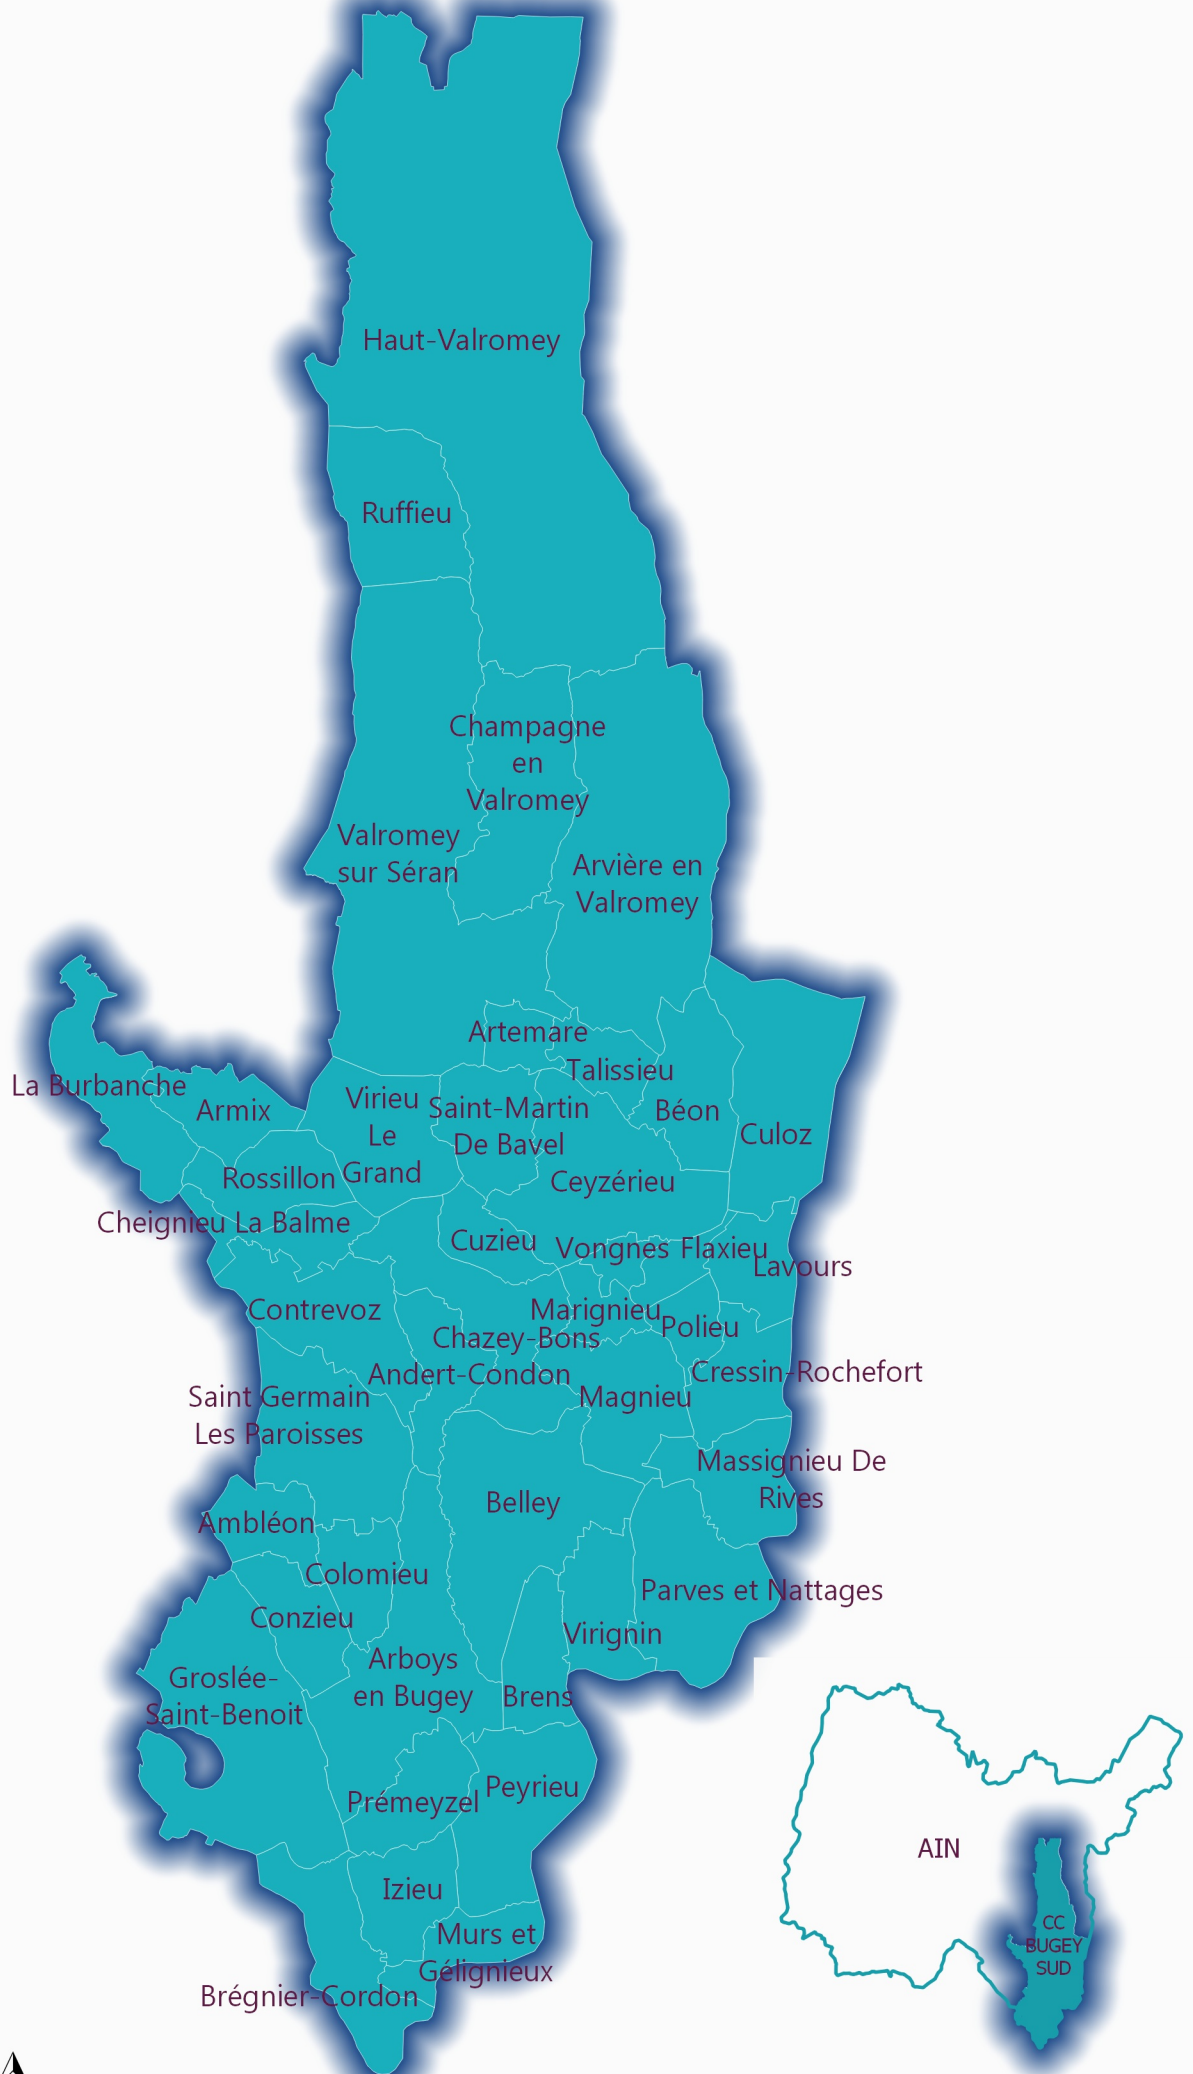 Haut-Valromey
Ruffieu
Champagne
en
Valromey
Valromey
sur Séran
Arvière en
Valromey
Artemare
Talissieu
La Burbanche
Armix
Virieu
Le
Grand
Saint-Martin
De Bavel
Béon
Culoz
Rossillon
Ceyzérieu
Cheignieu La Balme
Cuzieu
Vongnes
Flaxieu
Lavours
Contrevoz
Marignieu
Polieu
Chazey-Bons
Andert-Condon
Cressin-Rochefort
Magnieu
Saint Germain
Les Paroisses
Massignieu De
Rives
Belley
Ambléon
Colomieu
Parves et Nattages
Conzieu
Virignin
Arboys
en Bugey
Groslée-
Saint-Benoit
Brens
Prémeyzel
Peyrieu
Izieu
Murs et
Gélignieux
Brégnier-Cordon
AIN
CC
BUGEY
SUD